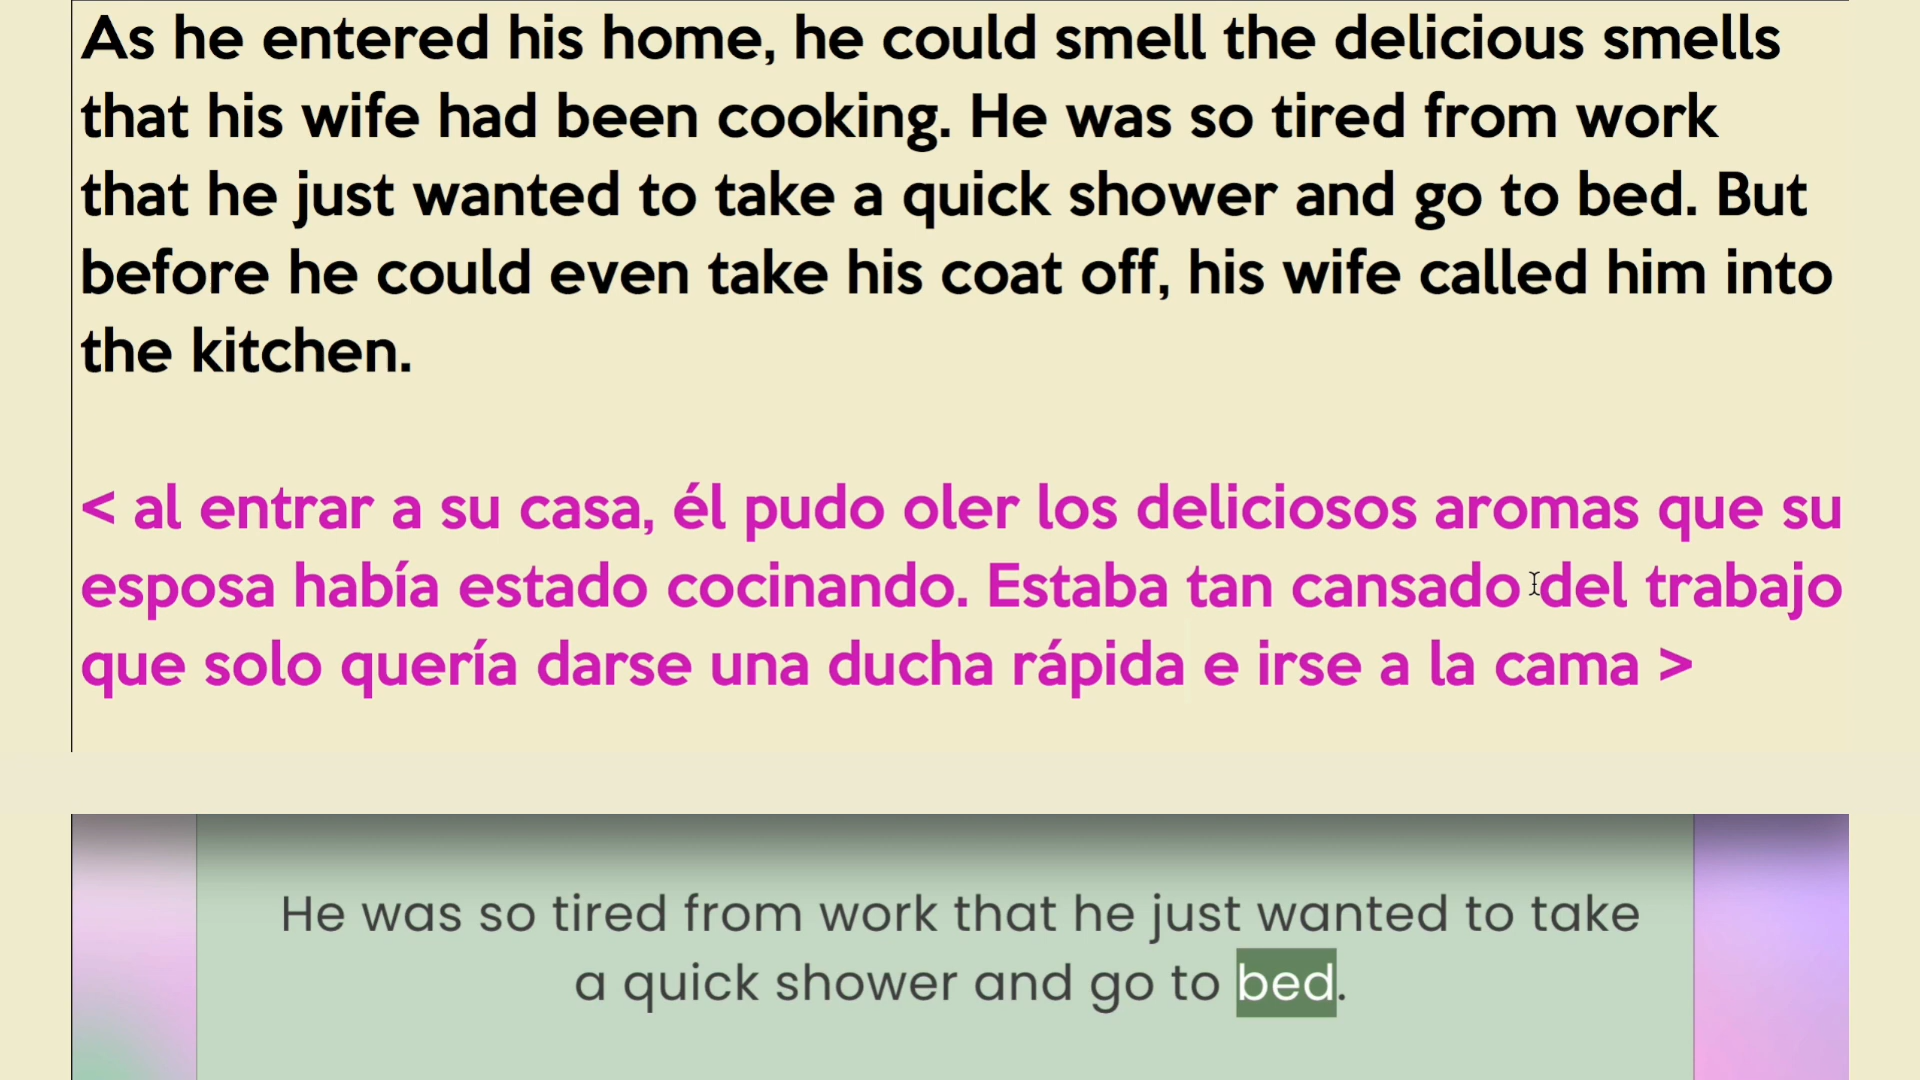 As he entered his home, he could smell the delicious smells
that his wife had been cooking. He was so tired from work
that he just wanted to take a quick shower and go to bed. But
before he could even take his coat off, his wife called him into
the kitchen.
< al entrar a su casa, él pudo oler los deliciosos aromas que su
esposa había estado cocinando. Estaba tan cansado del trabajo
que solo quería darse una ducha rápida e irse a la cama >
He was so tired from work that he just wanted to take
a quick shower and go to bed.